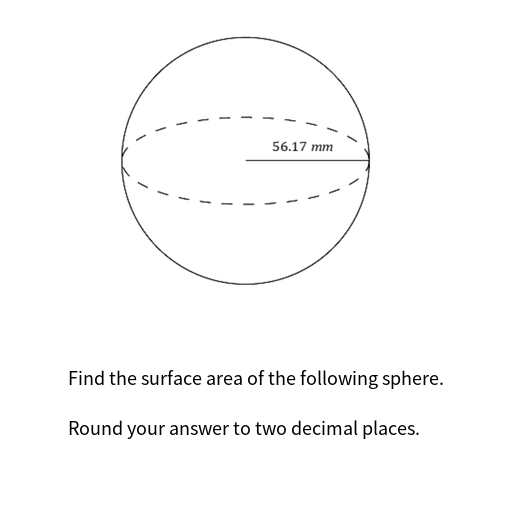 56.17 mm
Find the surface area of the following sphere.
Round your answer to two decimal places.